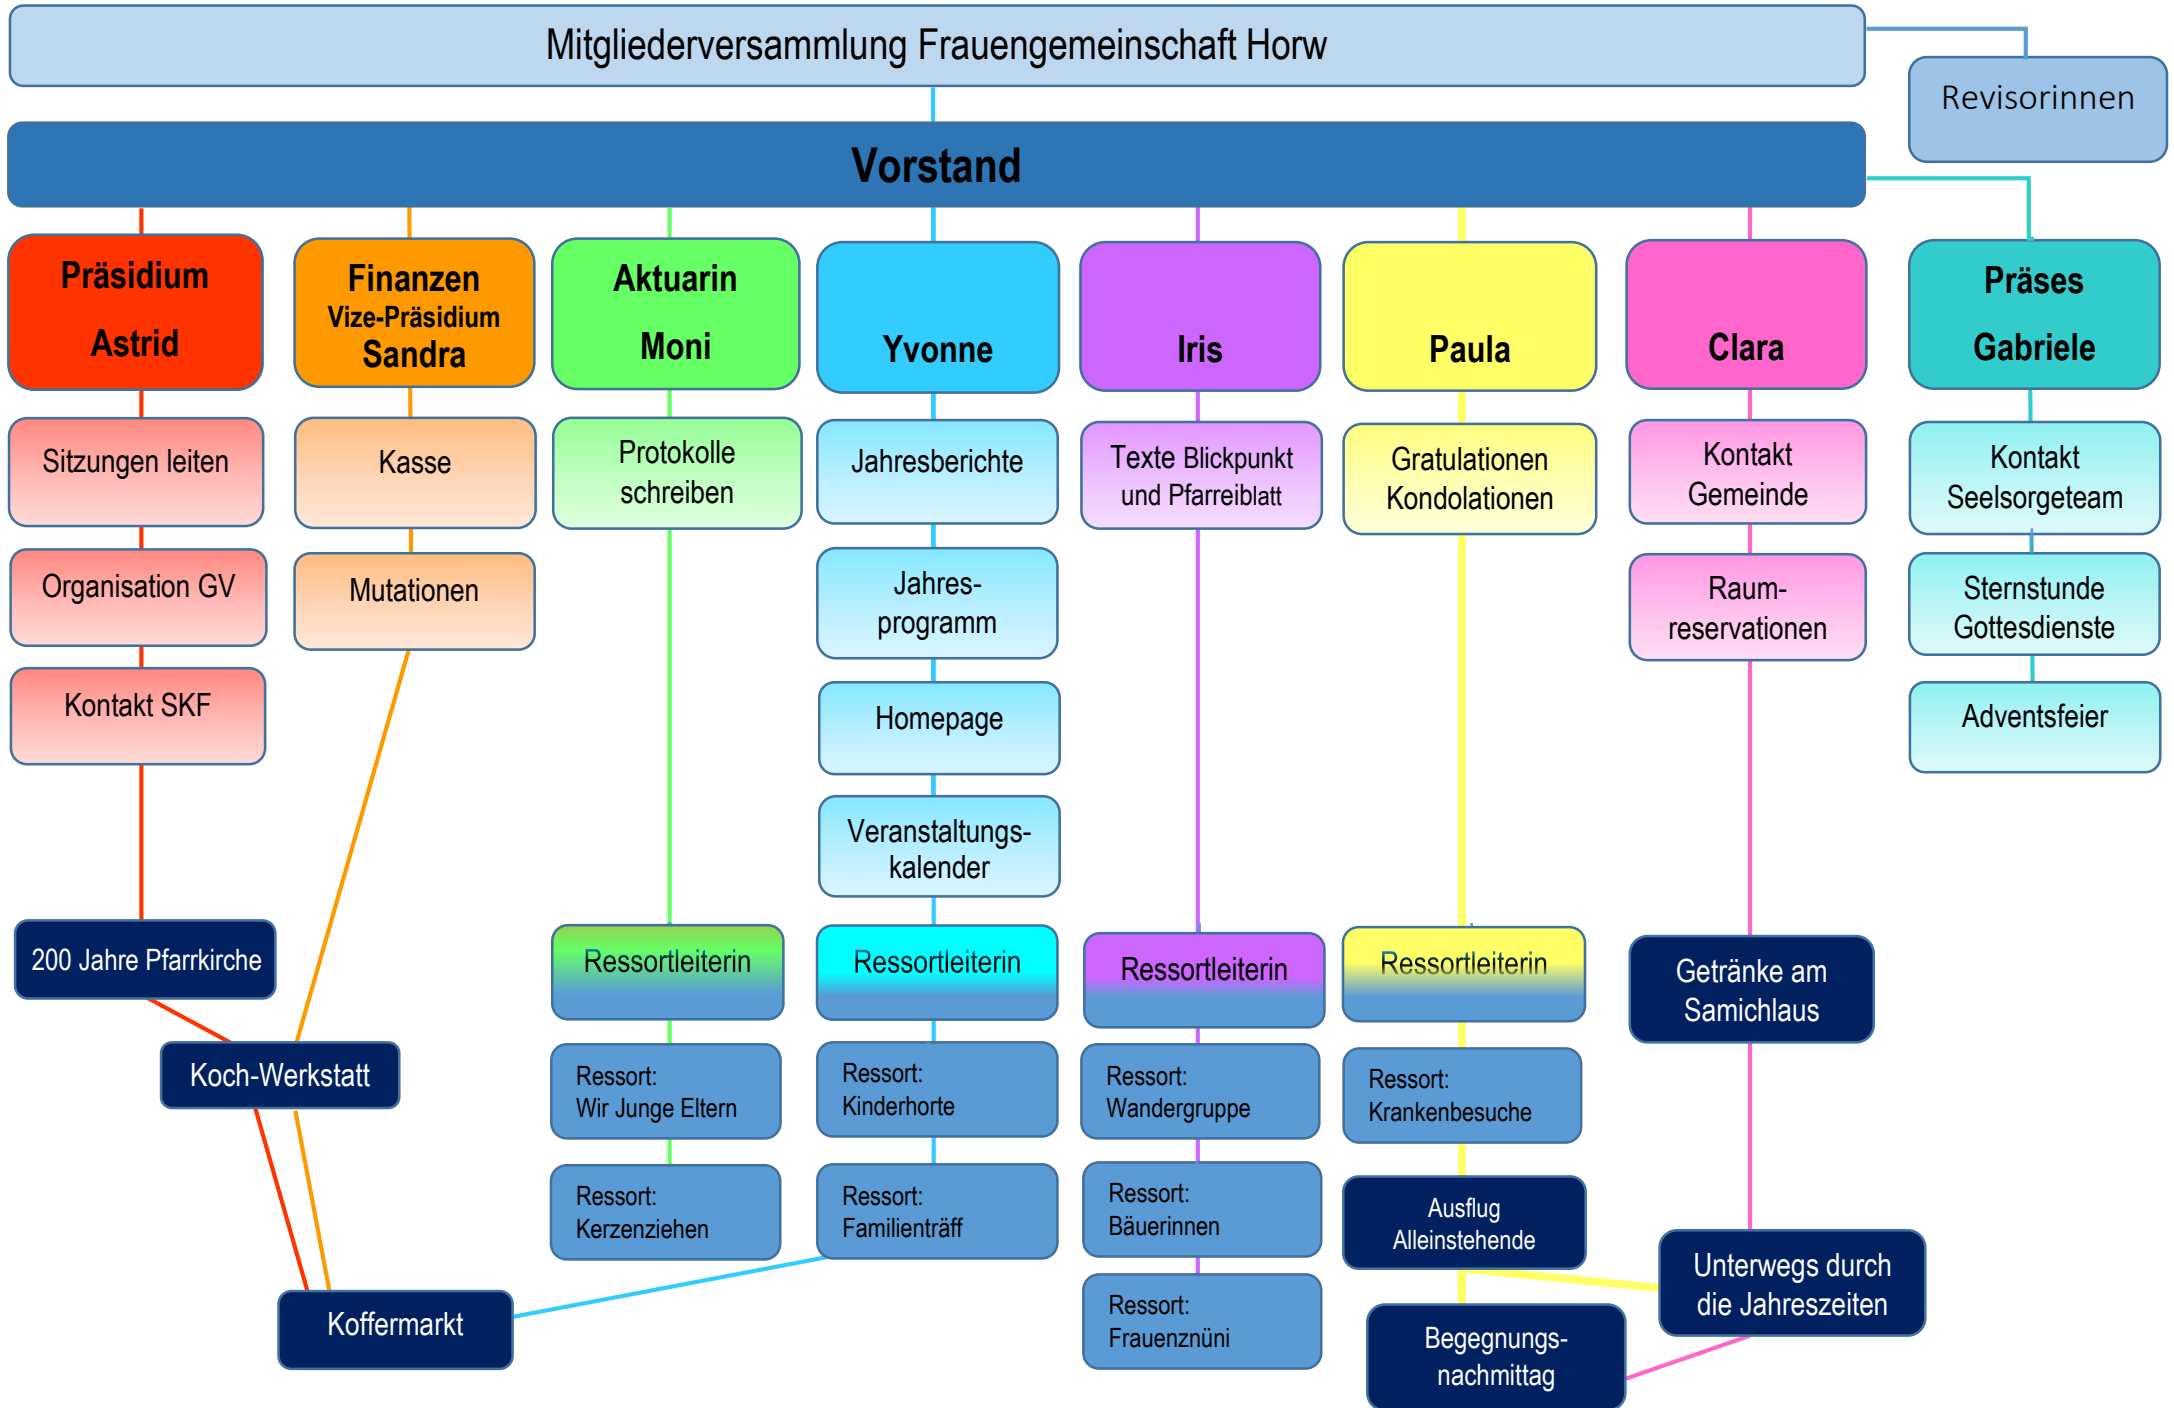 Mitgliederversammlung Frauengemeinschaft Horw
Revisorinnen
Vorstand
Präsidium
Astrid
Finanzen
Vize-Präsidium
Sandra
Aktuarin
Moni
Yvonne
Iris
Paula
Clara
Präses
Gabriele
Sitzungen leiten
Organisation GV
Kontakt SKF
Kasse
Mutationen
Protokolle
schreiben
Jahresberichte
Jahres-
programm
Homepage
Veranstaltungs-
kalender
Texte Blickpunkt
und Pfarreiblatt
Gratulationen
Kondolationen
Kontakt
Gemeinde
Raum-
reservationen
Kontakt
Seelsorgeteam
Sternstunde
Gottesdienste
Adventsfeier
200 Jahre Pfarrkirche
Koch-Werkstatt
Koffermarkt
Ressortleiterin
Ressort:
Wir Junge Eltern
Ressort:
Kerzenziehen
Ressortleiterin
Ressort:
Kinderhorte
Ressort:
Familienträff
Ressortleiterin
Ressort:
Wandergruppe
Ressort:
Bäuerinnen
Ressort:
Frauenznüni
Ressortleiterin
Ressort:
Krankenbesuche
Ausflug
Alleinstehende
Begegnungs-
nachmittag
Getränke am
Samichlaus
Unterwegs durch
die Jahreszeiten